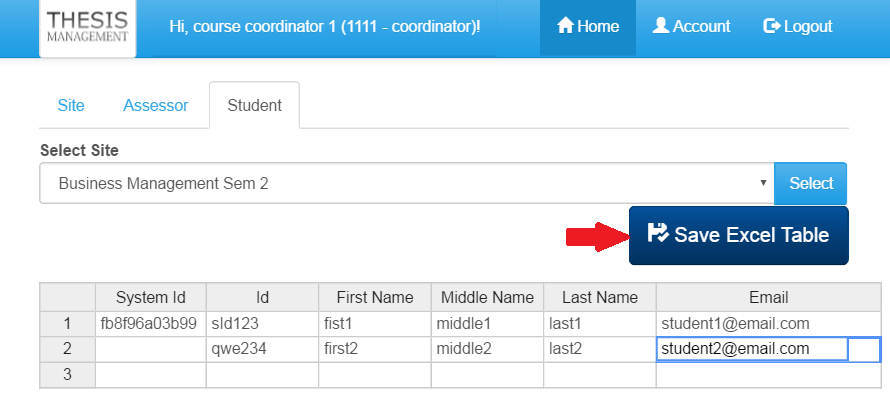 THESIS
MANAGEMENT
Hi, course coordinator 1 (1111 - coordinator)!
Home
Account
Logout
Site
Assessor
Student
Select Site
Business Management Sem 2
Select
Save Excel Table
System Id Id First Name Middle Name Last Name Email
1 fb8f96a03b99 sld123 fist1 middle1 last1 student1@email.com
2 qwe234 first2 middle2 last2 student2@email.com
3